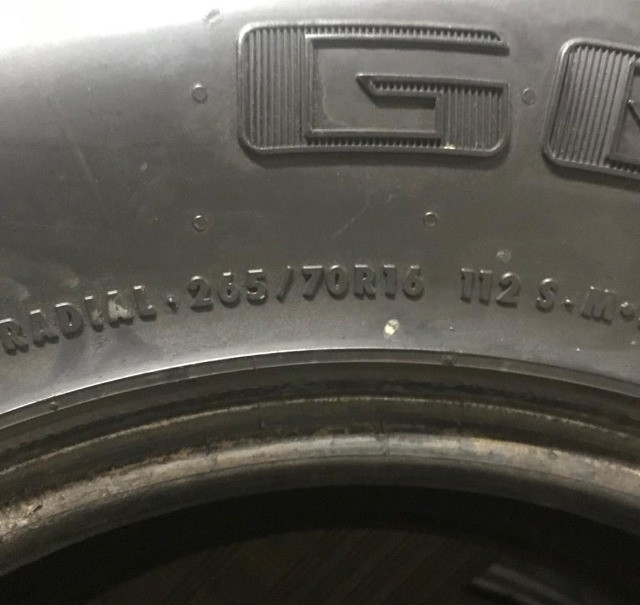 G
RADIAL · 265/70R16 112 S · M ·